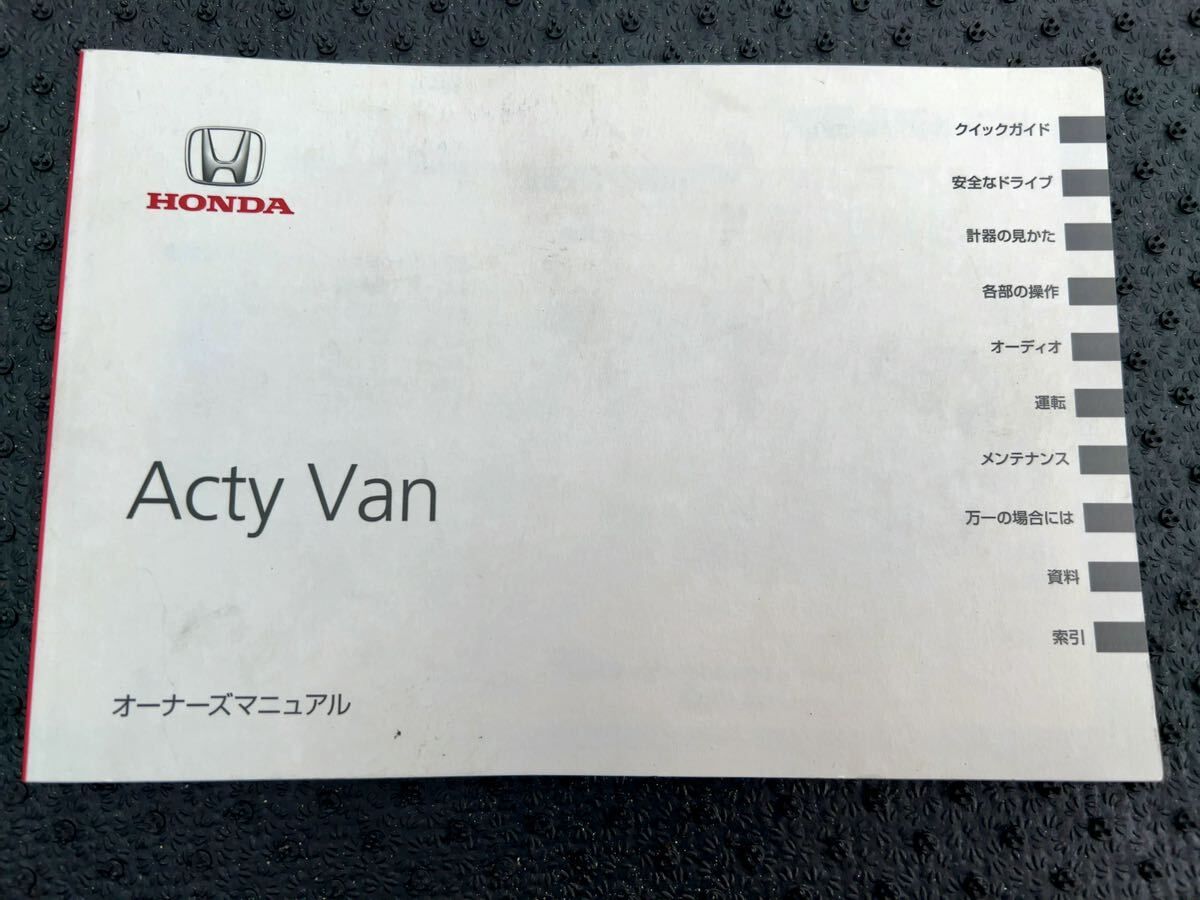 HONDA
クイックガイド
安全なドライブ
計器の見かた
各部の操作
オーディオ
運転
メンテナンス
万一の場合には
資料
索引
Acty Van
オーナーズマニュアル